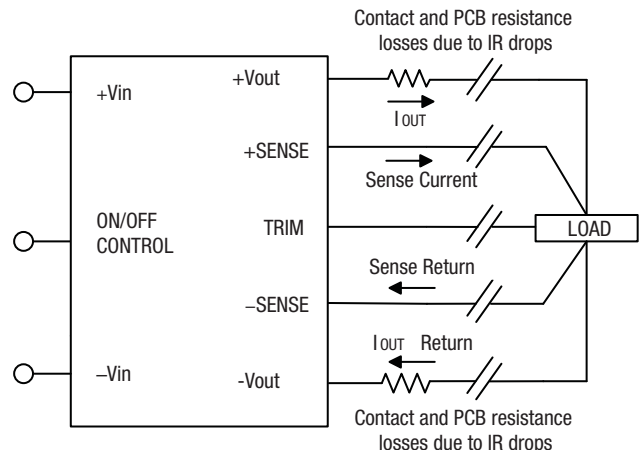 Contact and PCB resistance
losses due to IR drops
+Vout
+Vin
IOUT
+SENSE
Sense Current
ON/OFF
CONTROL
TRIM
LOAD
Sense Return
−SENSE
IOUT Return
−Vin
-Vout
Contact and PCB resistance
losses due to IR drops